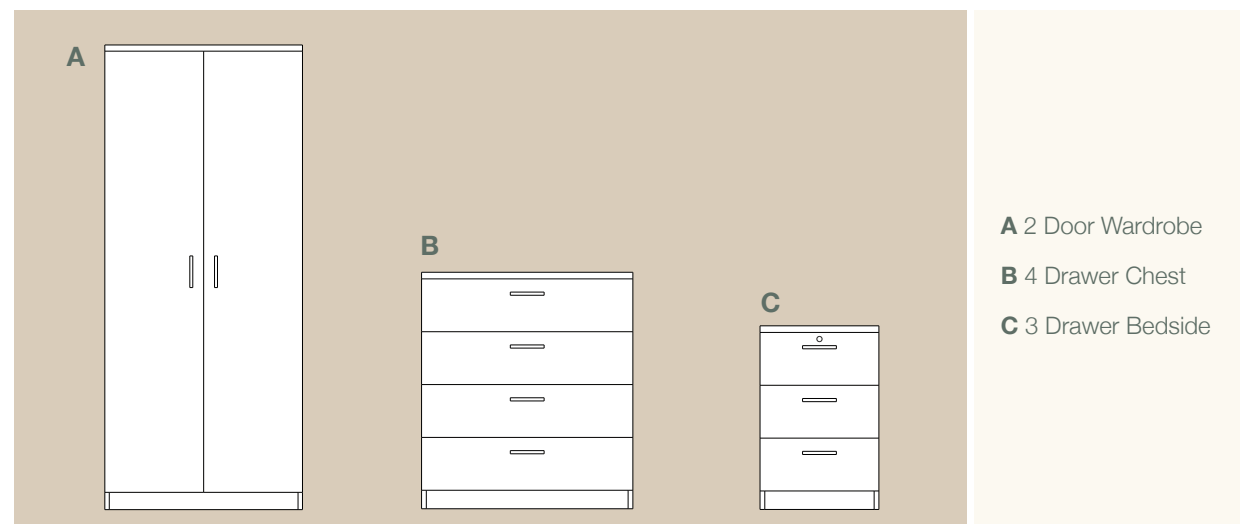 A
B
C
A 2 Door Wardrobe
B 4 Drawer Chest
C 3 Drawer Bedside